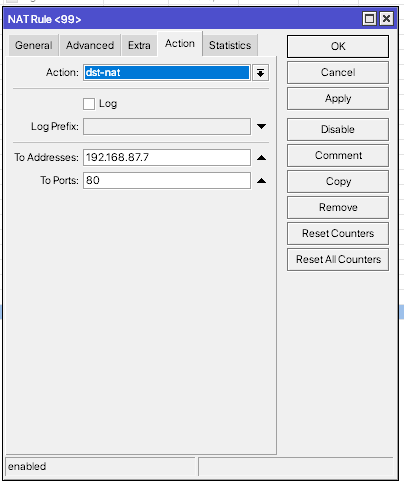 NAT Rule <99>
General Advanced Extra Action Statistics
Action: dst-nat
Log
Log Prefix:
To Addresses: 192.168.87.7
To Ports: 80
OK
Cancel
Apply
Disable
Comment
Copy
Remove
Reset Counters
Reset All Counters
enabled